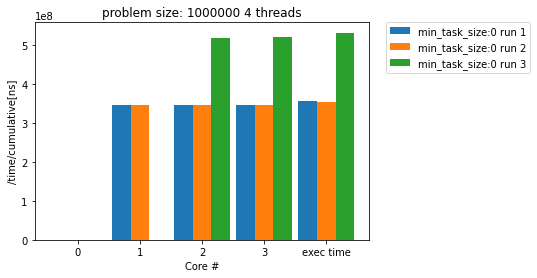 problem size: 1000000 4 threads
1e8
5
4
3
2
1
0
/time/cumulative[ns]
0 1 2 3 exec time
Core #
min_task_size:0 run 1
min_task_size:0 run 2
min_task_size:0 run 3